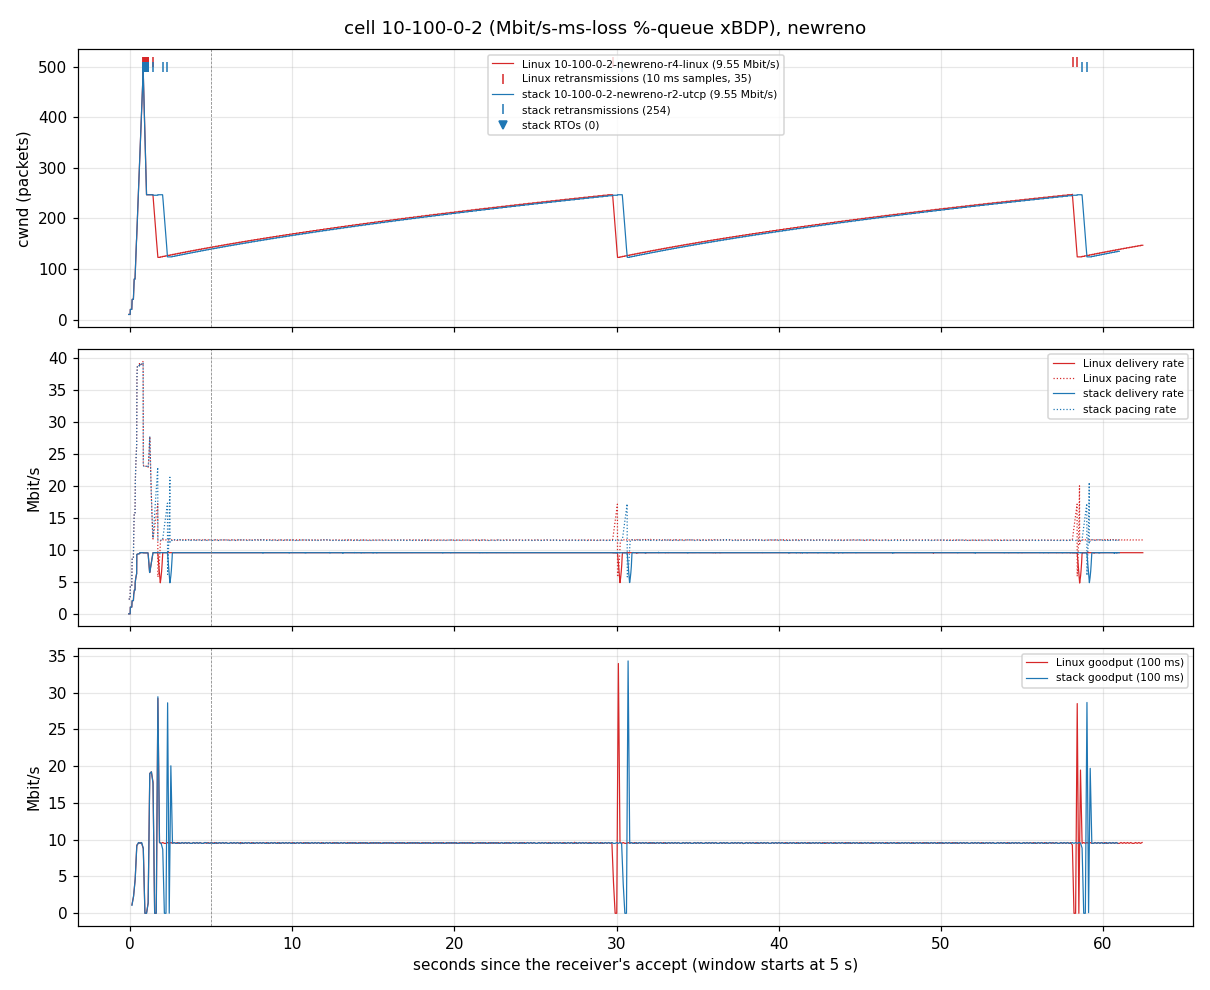 cell 10-100-0-2 (Mbit/s-ms-loss %-queue xBDP), newreno
cwnd (packets)
500
400
300
200
100
0
Linux 10-100-0-2-newreno-r4-linux (9.55 Mbit/s)
Linux retransmissions (10 ms samples, 35)
stack 10-100-0-2-newreno-r2-utcp (9.55 Mbit/s)
stack retransmissions (254)
stack RTOs (0)
Mbit/s
40
35
30
25
20
15
10
5
0
Linux delivery rate
Linux pacing rate
stack delivery rate
stack pacing rate
Mbit/s
35
30
25
20
15
10
5
0
Linux goodput (100 ms)
stack goodput (100 ms)
0 10 20 30 40 50 60
seconds since the receiver's accept (window starts at 5 s)